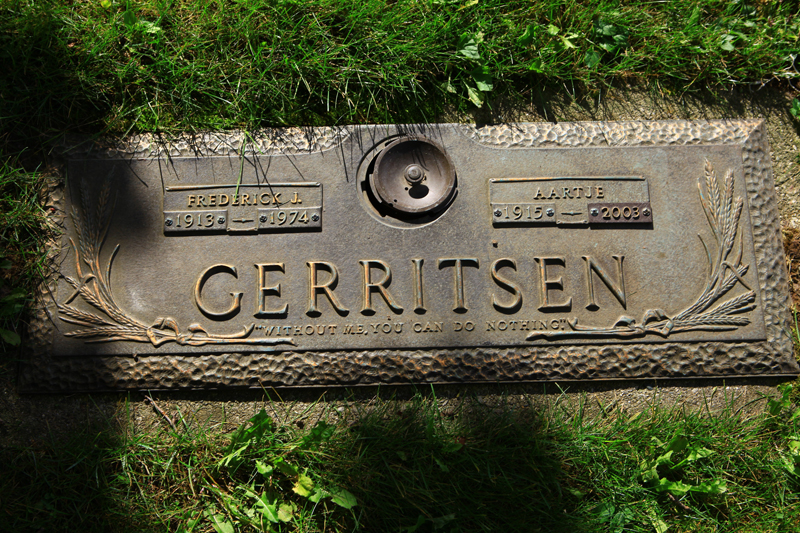 FREDERICK J.
1913 1974
AARTJE
1915 2003
GERRITSEN
"WITHOUT ME, YOU CAN DO NOTHING"